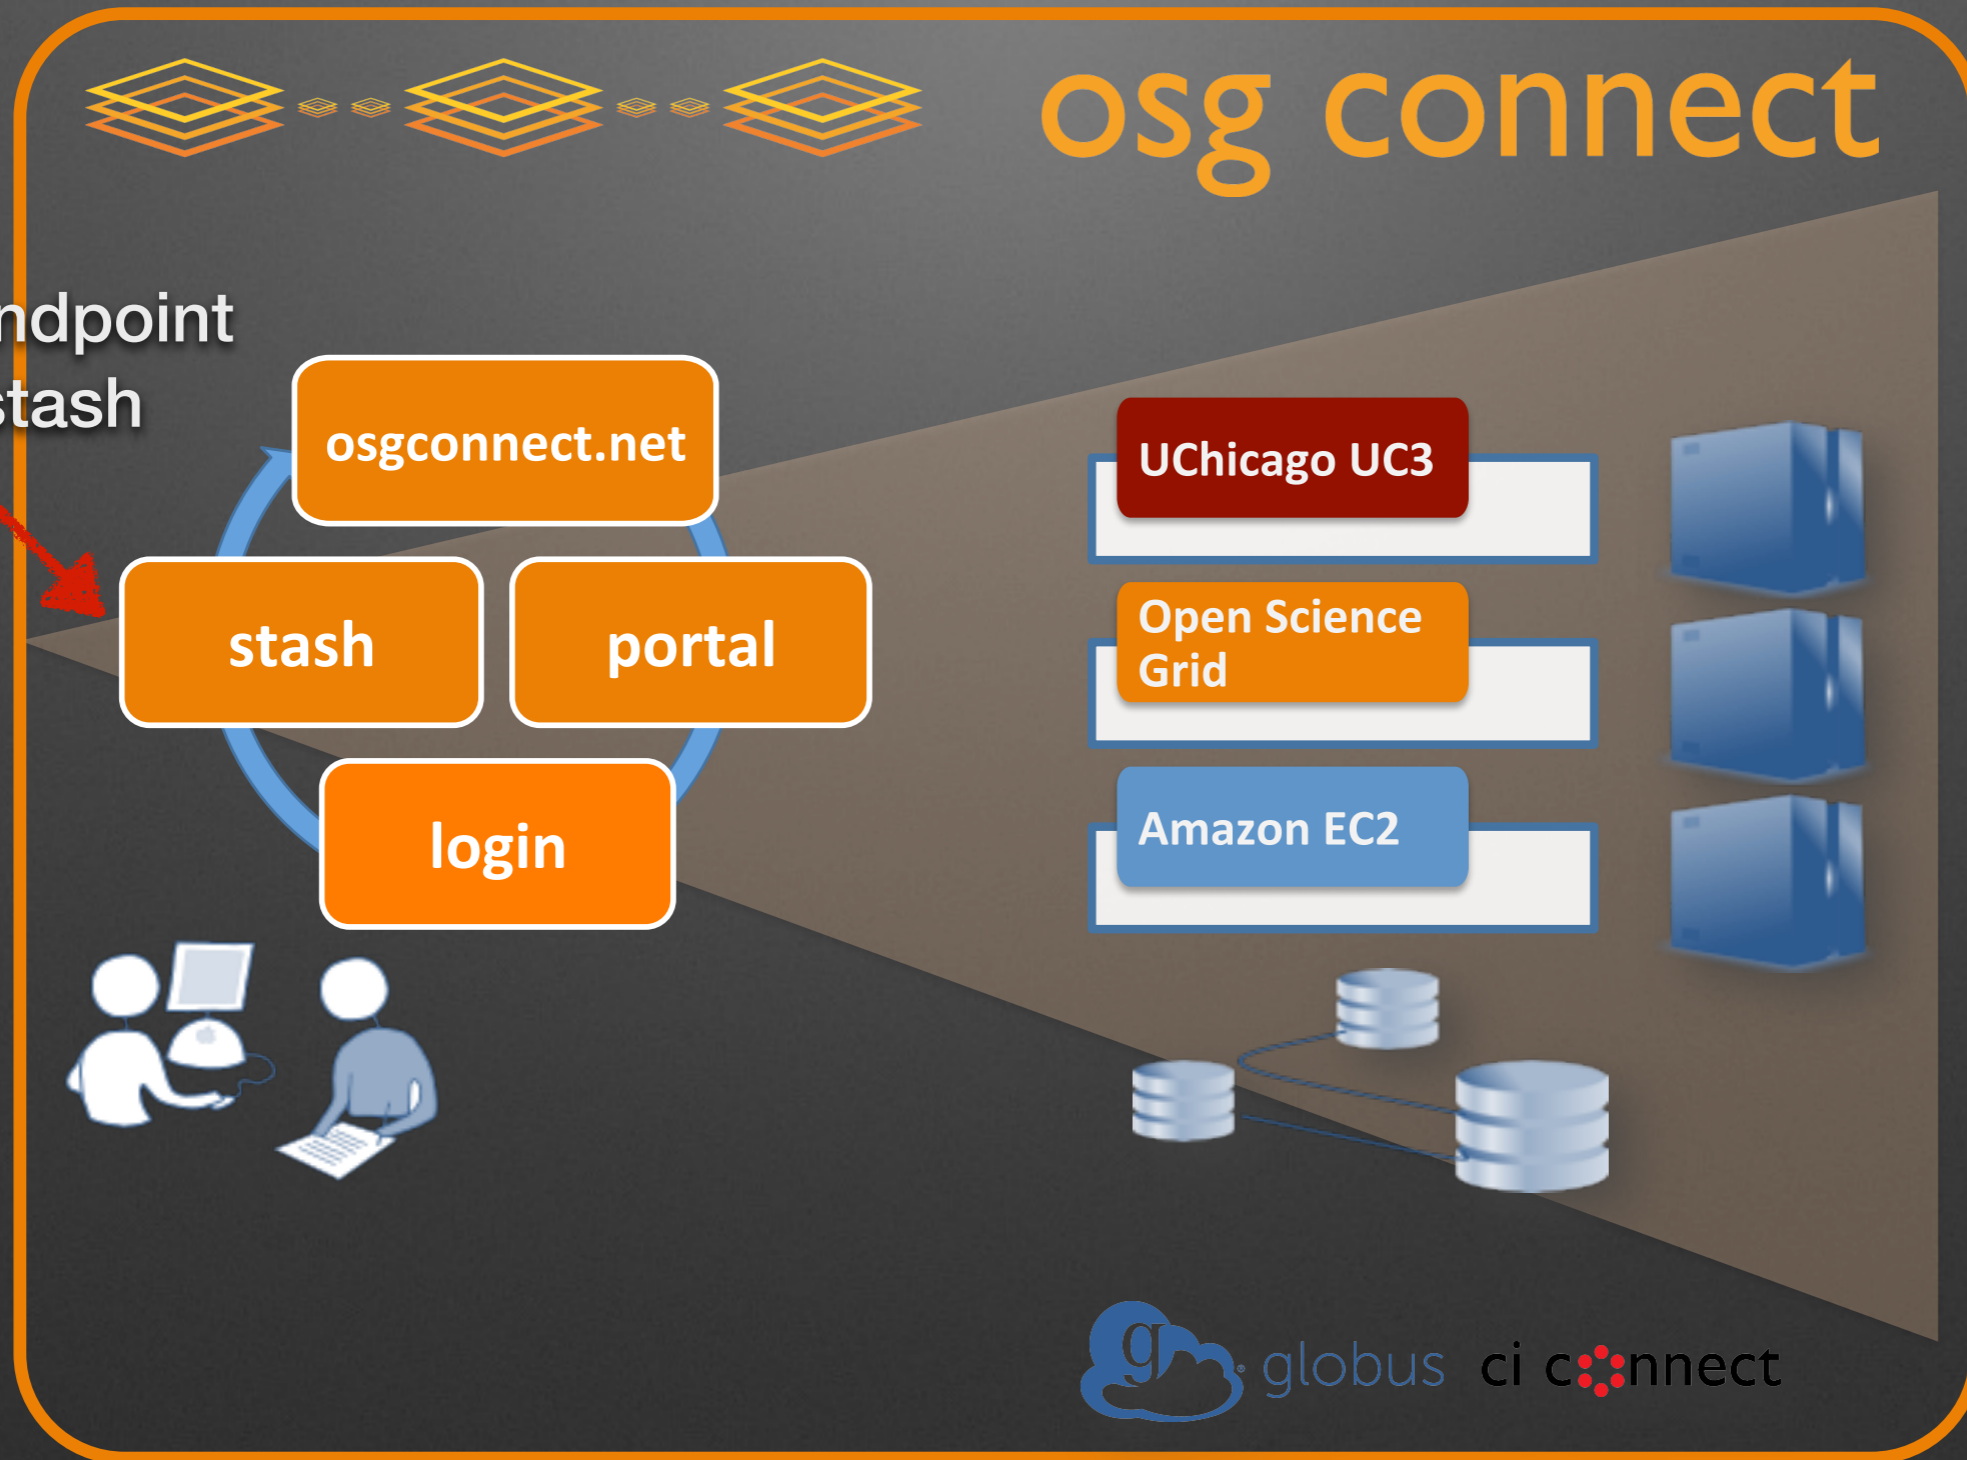 osg connect
ndpoint
stash
osgconnect.net
stash
portal
login
UChicago UC3
Open Science
Grid
Amazon EC2
globus
ci connect